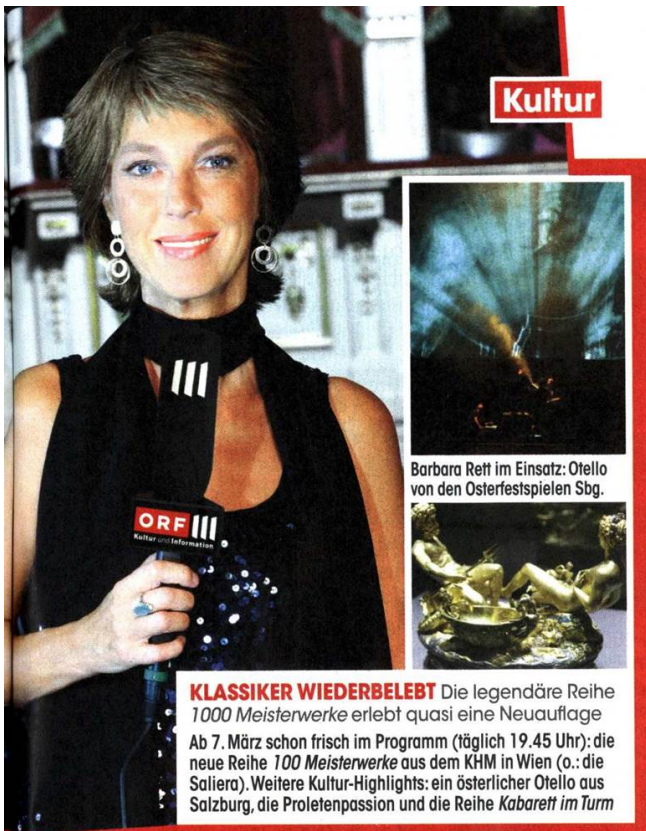 Kultur
ORF III
Kultur und Information
Barbara Rett im Einsatz: Otello
von den Osterfestspielen Sbg.
KLASSIKER WIEDERBELEBT Die legendäre Reihe
1000 Meisterwerke erlebt quasi eine Neuauflage
Ab 7. März schon frisch im Programm (täglich 19.45 Uhr): die
neue Reihe 100 Meisterwerke aus dem KHM in Wien (o.: die
Saliera). Weitere Kultur-Highlights: ein österlicher Otello aus
Salzburg, die Proletenpassion und die Reihe Kabarett im Turm